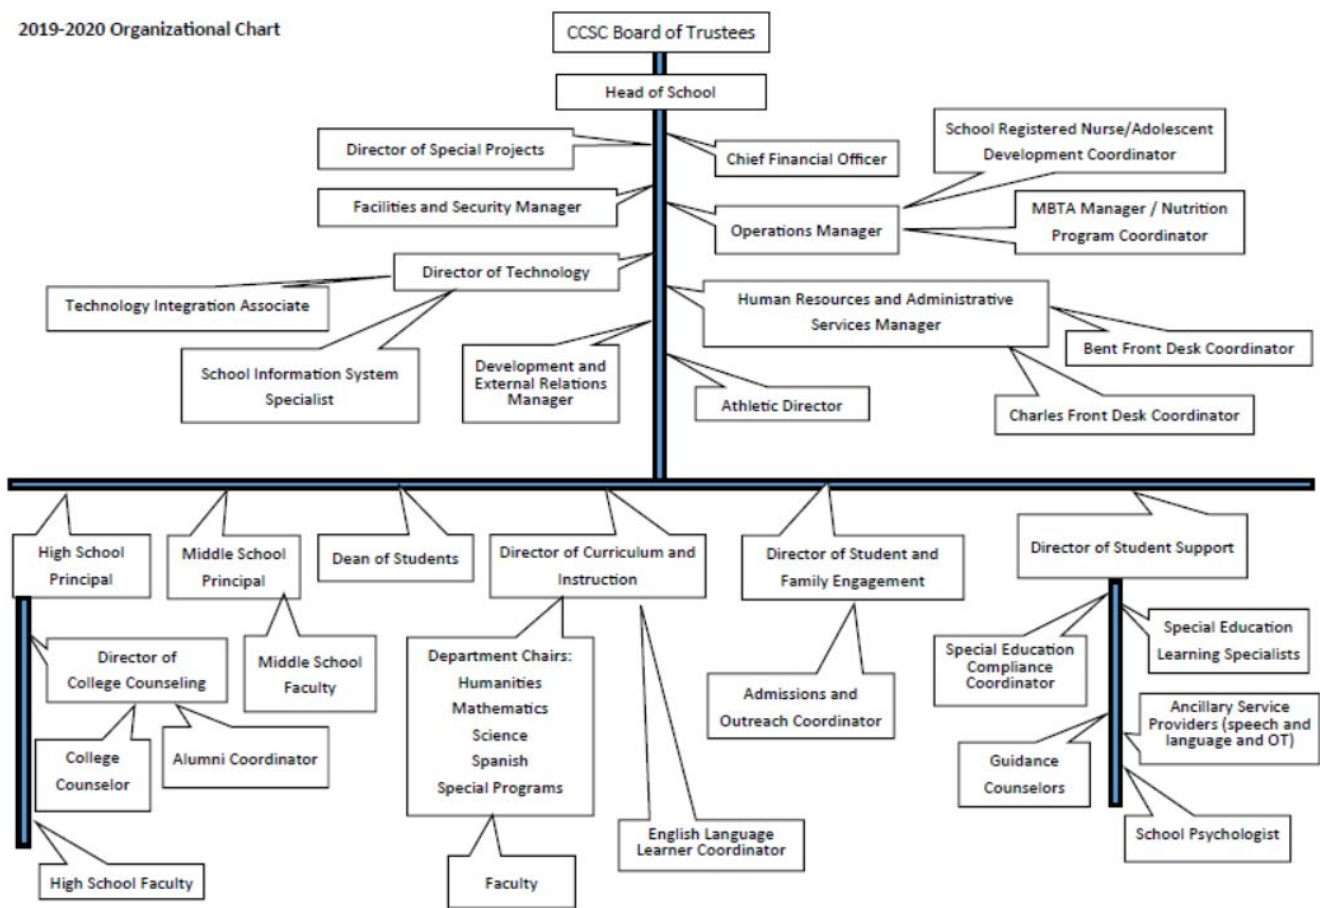 2019-2020 Organizational Chart
CCSC Board of Trustees
Head of School
Director of Special Projects
Chief Financial Officer
School Registered Nurse/Adolescent
Development Coordinator
Facilities and Security Manager
Operations Manager
MBTA Manager / Nutrition
Program Coordinator
Director of Technology
Technology Integration Associate
School Information System
Specialist
Human Resources and Administrative
Services Manager
Bent Front Desk Coordinator
Charles Front Desk Coordinator
Development and
External Relations
Manager
Athletic Director
High School
Principal
Middle School
Principal
Dean of Students
Director of Curriculum and
Instruction
Director of Student and
Family Engagement
Director of Student Support
Director of
College Counseling
College
Counselor
Alumni Coordinator
High School Faculty
Middle School
Faculty
Department Chairs:
Humanities
Mathematics
Science
Spanish
Special Programs
Faculty
English Language
Learner Coordinator
Admissions and
Outreach Coordinator
Special Education
Compliance
Coordinator
Special Education
Learning Specialists
Ancillary Service
Providers (speech and
language and OT)
Guidance
Counselors
School Psychologist